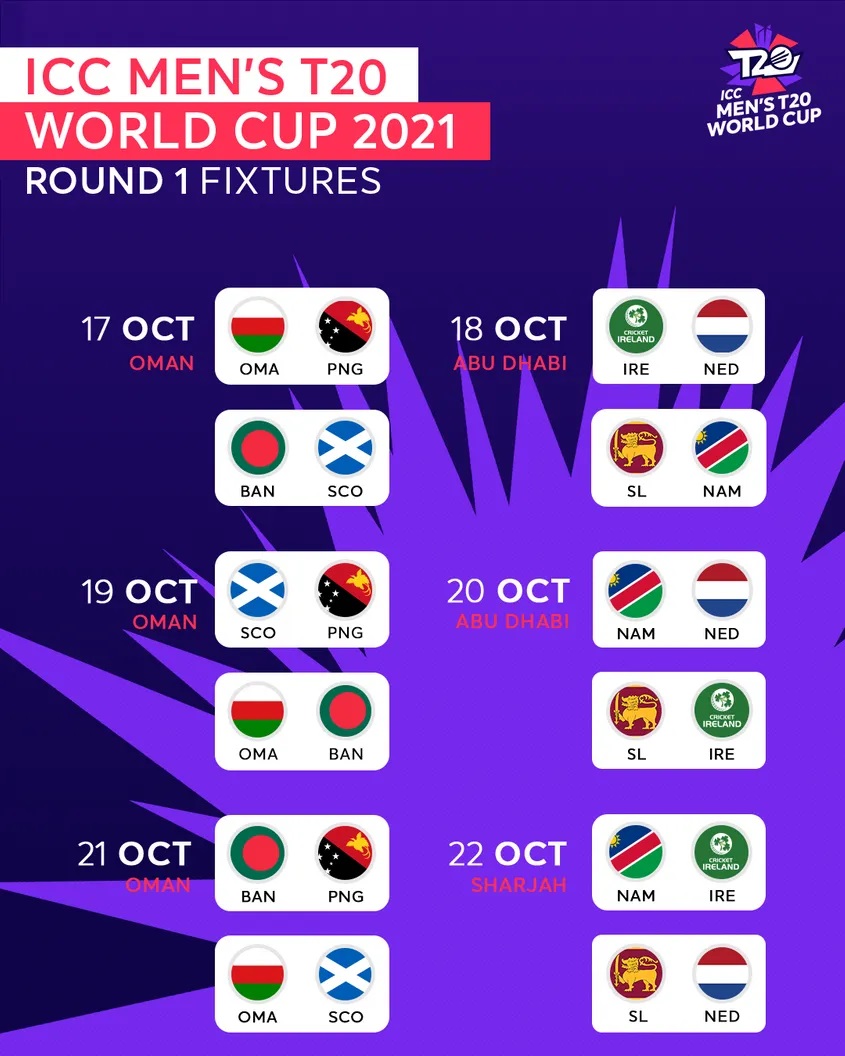 ICC MEN'S T20
WORLD CUP 2021
ROUND 1 FIXTURES
T20
ICC
MEN'S T20
WORLD CUP
17 OCT
OMAN
OMA PNG
BAN SCO
18 OCT
ABU DHABI
CRICKET
IRELAND
IRE NED
SL NAM
19 OCT
OMAN
SCO PNG
OMA BAN
20 OCT
ABU DHABI
NAM NED
CRICKET
IRELAND
SL IRE
21 OCT
OMAN
BAN PNG
OMA SCO
22 OCT
SHARJAH
CRICKET
IRELAND
NAM IRE
SL NED